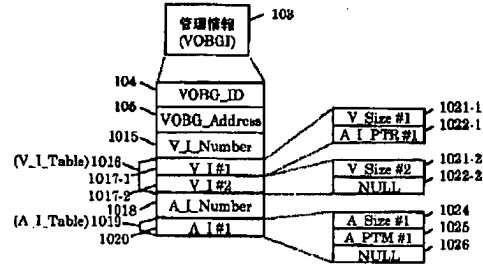 管理情報
(VOBGI)
103
104
VOBG_ID
105
VOBG_Address
1015
V_I_Number
(V_I_Table)1016
V_I#1
1017-1
V_I#2
1017-2
1018
A_I_Number
(A_I_Table)1019
A_I#1
1020
V_Size #1
1021-1
A_I_PTR#1
1022-1
V_Size #2
1021-2
NULL
1022-2
A_Size #1
1024
A_PTM #1
1025
NULL
1026